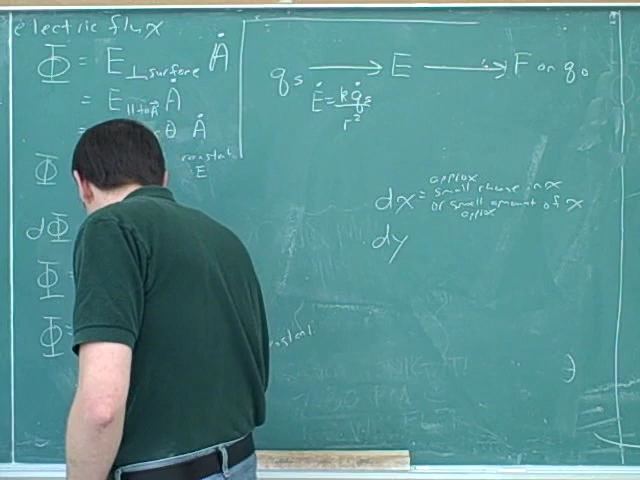 electric flux
Φ = E⊥surface Ȧ
= E || to A⃗ Ȧ
= θ Ȧ
constant
E
Φ
dΦ
Φ =
Φ =
qs → E → F on q₀
Ė = kq̇s
r²
dx = approx
small change in x
or small amount of x
approx
dy